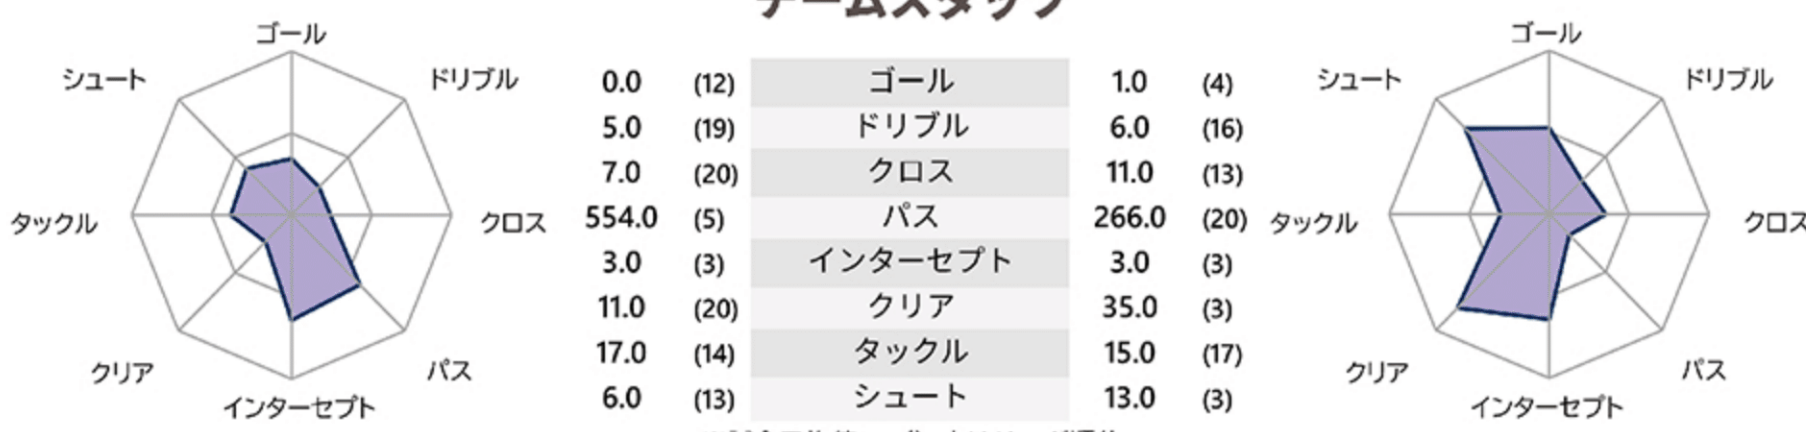 チームスタッツ
ゴール
シュート
ドリブル
タックル
クロス
クリア
パス
インターセプト
0.0 (12) ゴール 1.0 (4)
5.0 (19) ドリブル 6.0 (16)
7.0 (20) クロス 11.0 (13)
554.0 (5) パス 266.0 (20)
3.0 (3) インターセプト 3.0 (3)
11.0 (20) クリア 35.0 (3)
17.0 (14) タックル 15.0 (17)
6.0 (13) シュート 13.0 (3)
ゴール
シュート
ドリブル
タックル
クロス
クリア
パス
インターセプト